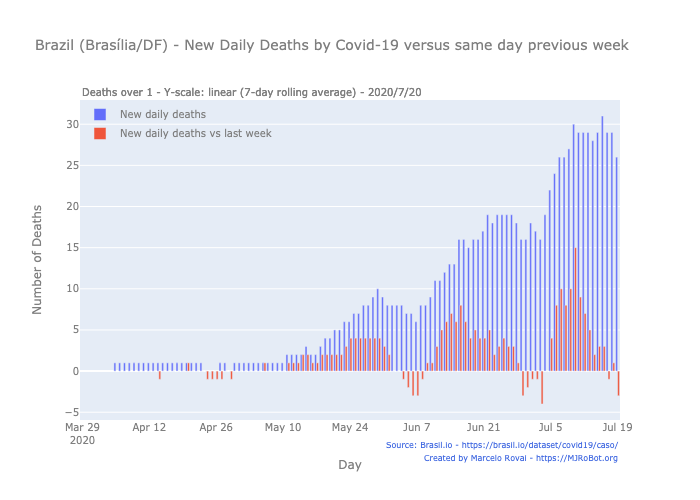 Brazil (Brasília/DF) - New Daily Deaths by Covid-19 versus same day previous week
Deaths over 1 - Y-scale: linear (7-day rolling average) - 2020/7/20
New daily deaths
New daily deaths vs last week
Number of Deaths
30
25
20
15
10
5
0
−5
Mar 29 Apr 12 Apr 26 May 10 May 24 Jun 7 Jun 21 Jul 5 Jul 19
2020
Day
Source: Brasil.io - https://brasil.io/dataset/covid19/caso/
Created by Marcelo Rovai - https://MJRoBot.org